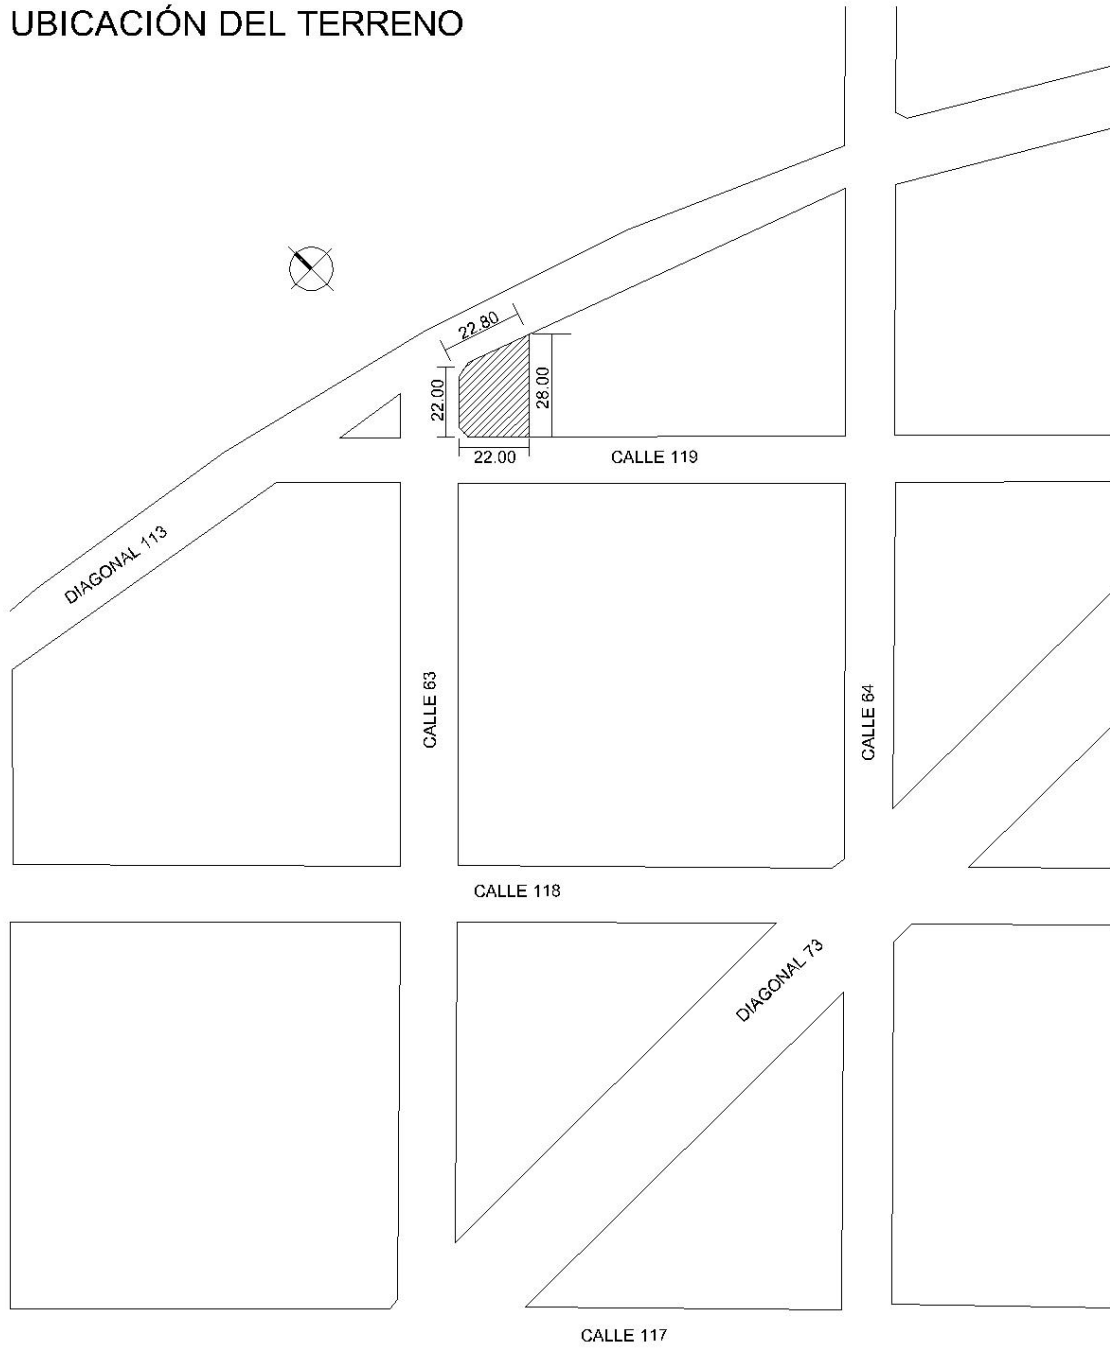 UBICACIÓN DEL TERRENO
22.80
22.00
28.00
22.00
CALLE 119
DIAGONAL 113
CALLE 63
CALLE 64
CALLE 118
DIAGONAL 73
CALLE 117